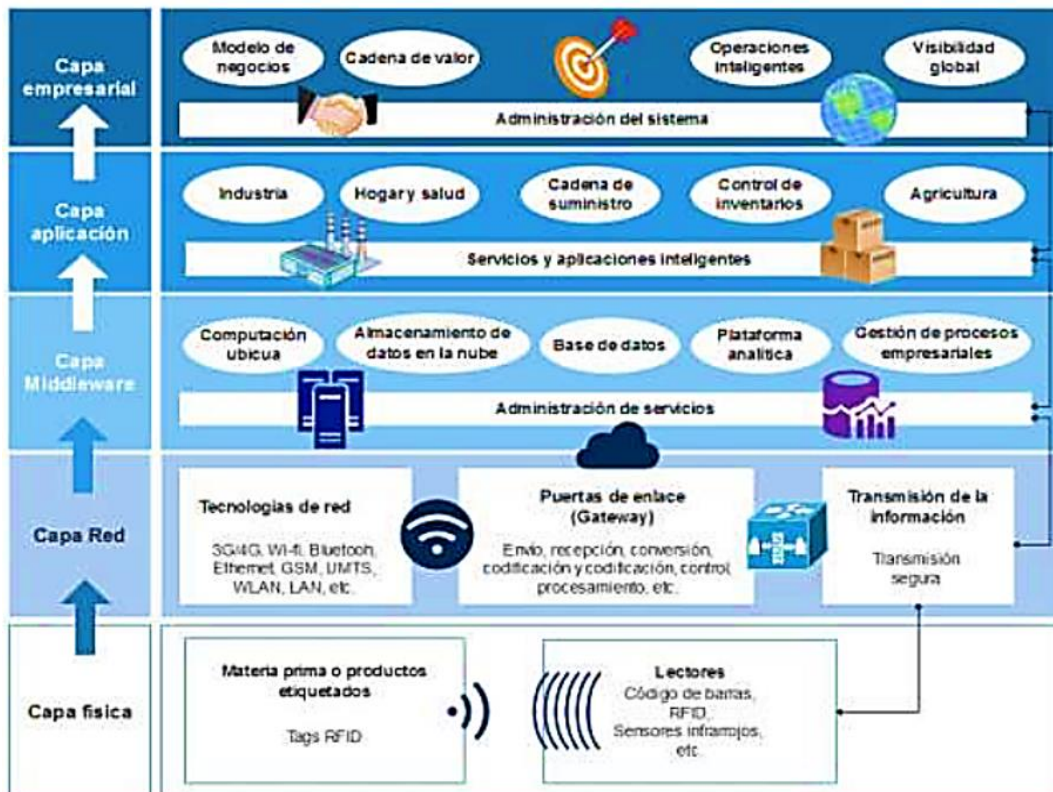 Capa
empresarial
Modelo de
negocios
Cadena de valor
Operaciones
inteligentes
Visibilidad
global
Administración del sistema
Capa
aplicación
Industria
Hogar y salud
Cadena de
suministro
Control de
inventarios
Agricultura
Servicios y aplicaciones inteligentes
Capa
Middleware
Computación
ubicua
Almacenamiento de
datos en la nube
Base de datos
Plataforma
analítica
Gestión de procesos
empresariales
Administración de servicios
Capa Red
Tecnologías de red
3G/4G, Wi-fi, Bluetooh,
Ethernet, GSM, UMTS,
WLAN, LAN, etc.
Puertas de enlace
(Gateway)
Envío, recepción, conversión,
codificación y codificación, control,
procesamiento, etc.
Transmisión de la
información
Transmisión
segura
Capa física
Materia prima o productos
etiquetados
Tags RFID
Lectores
Código de barras,
RFID,
Sensores infrarrojos,
etc.